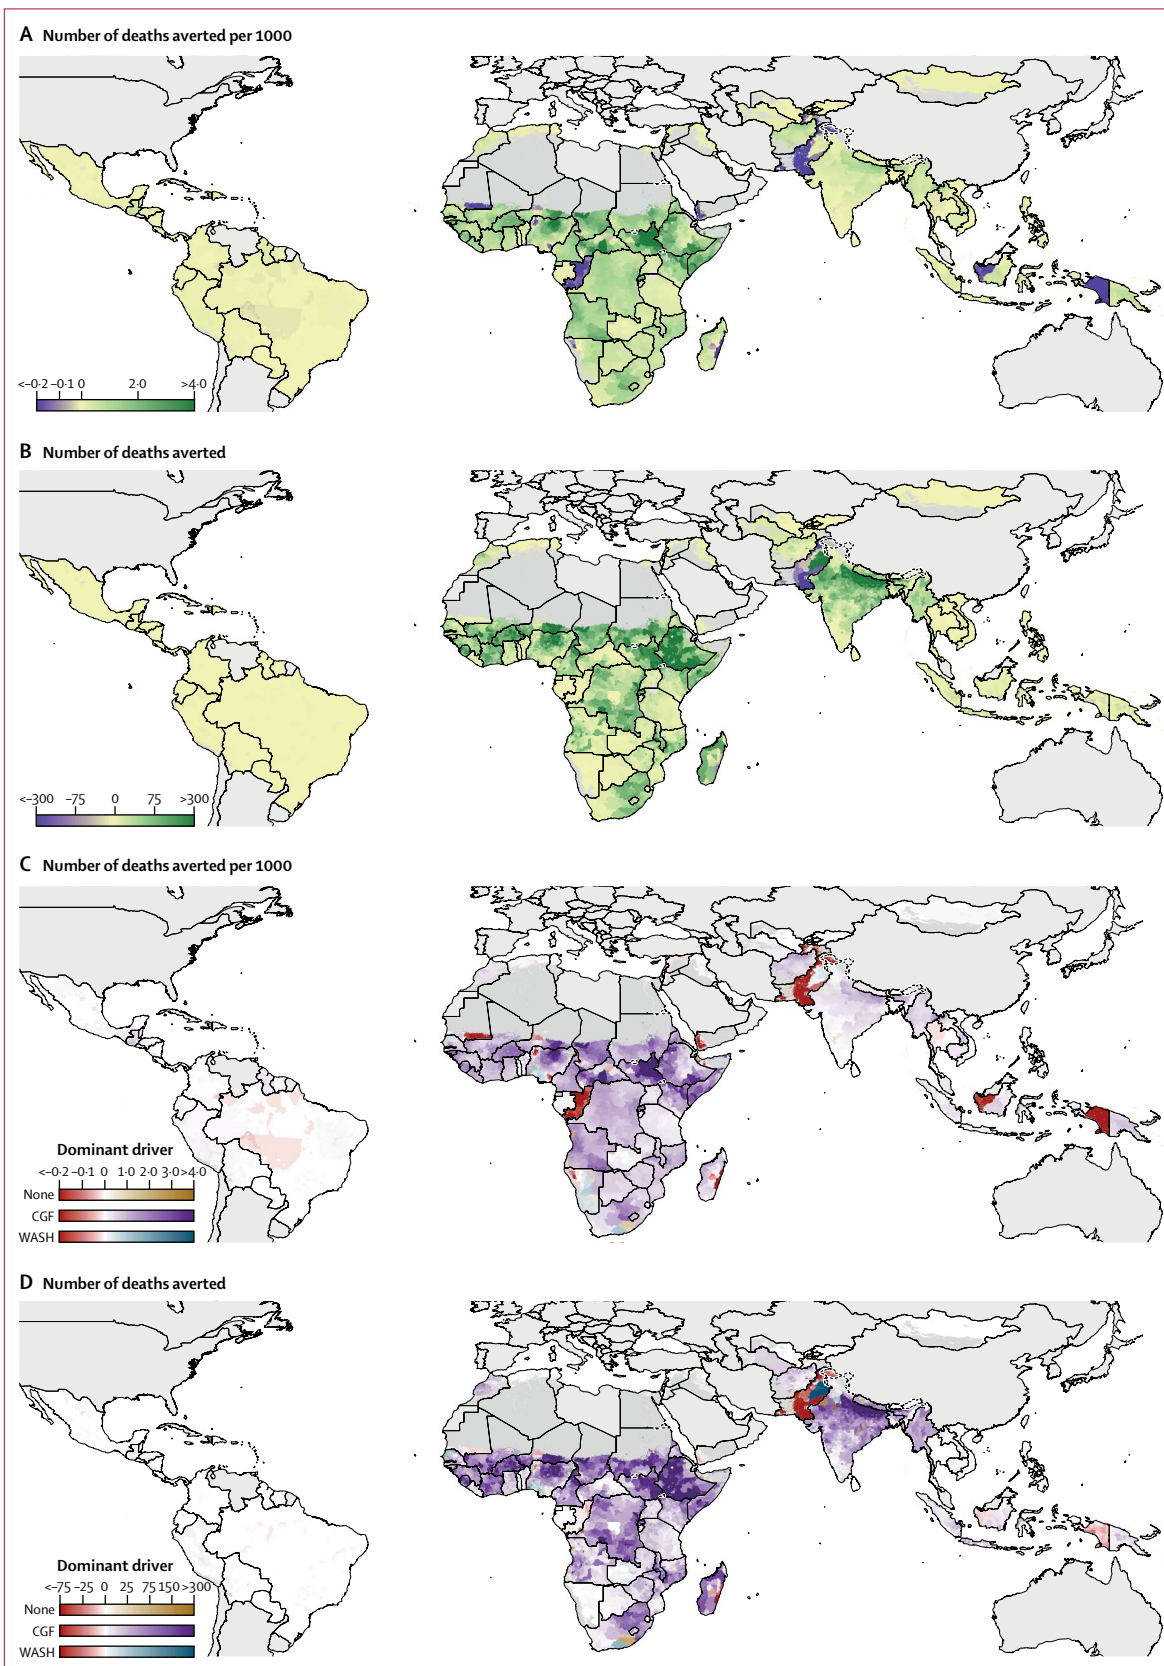 A Number of deaths averted per 1000
<–0·2 –0·1 0 2·0 >4·0
B Number of deaths averted
<–300 –75 0 75 >300
C Number of deaths averted per 1000
Dominant driver
<–0·2 –0·1 0 1·0 2·0 3·0 >4·0
None
CGF
WASH
D Number of deaths averted
Dominant driver
<–75 –25 0 25 75 150 >300
None
CGF
WASH